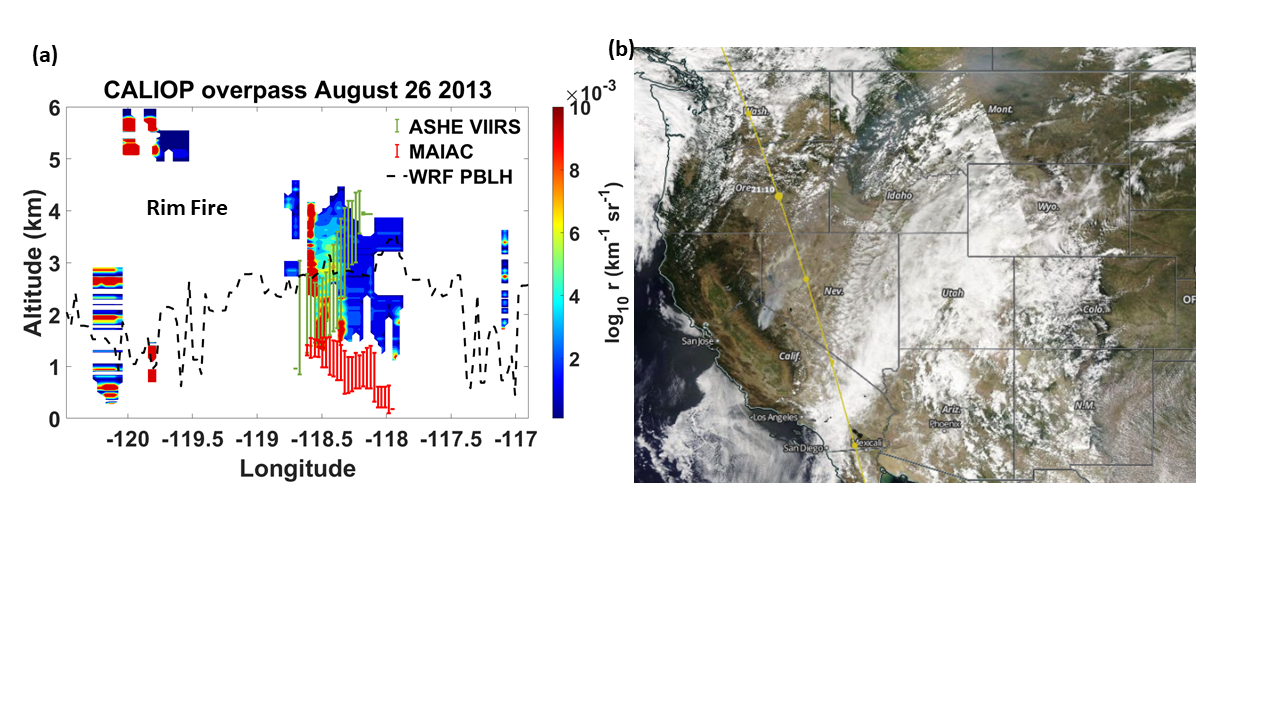 (a)
CALIOP overpass August 26 2013
×10⁻³
ASHE VIIRS
MAIAC
WRF PBLH
Rim Fire
Altitude (km)
6
5
4
3
2
1
0
-120 -119.5 -119 -118.5 -118 -117.5 -117
Longitude
10
8
6
4
2
log₁₀ r (km⁻¹ sr⁻¹)
(b)
Wash.
Mont.
Ore
21:10
Idaho
Wyo.
Nev.
Utah
Colo.
OF
San Jose
Calif.
Los Angeles
Ariz.
Phoenix
N.M.
San Diego
Mexicali